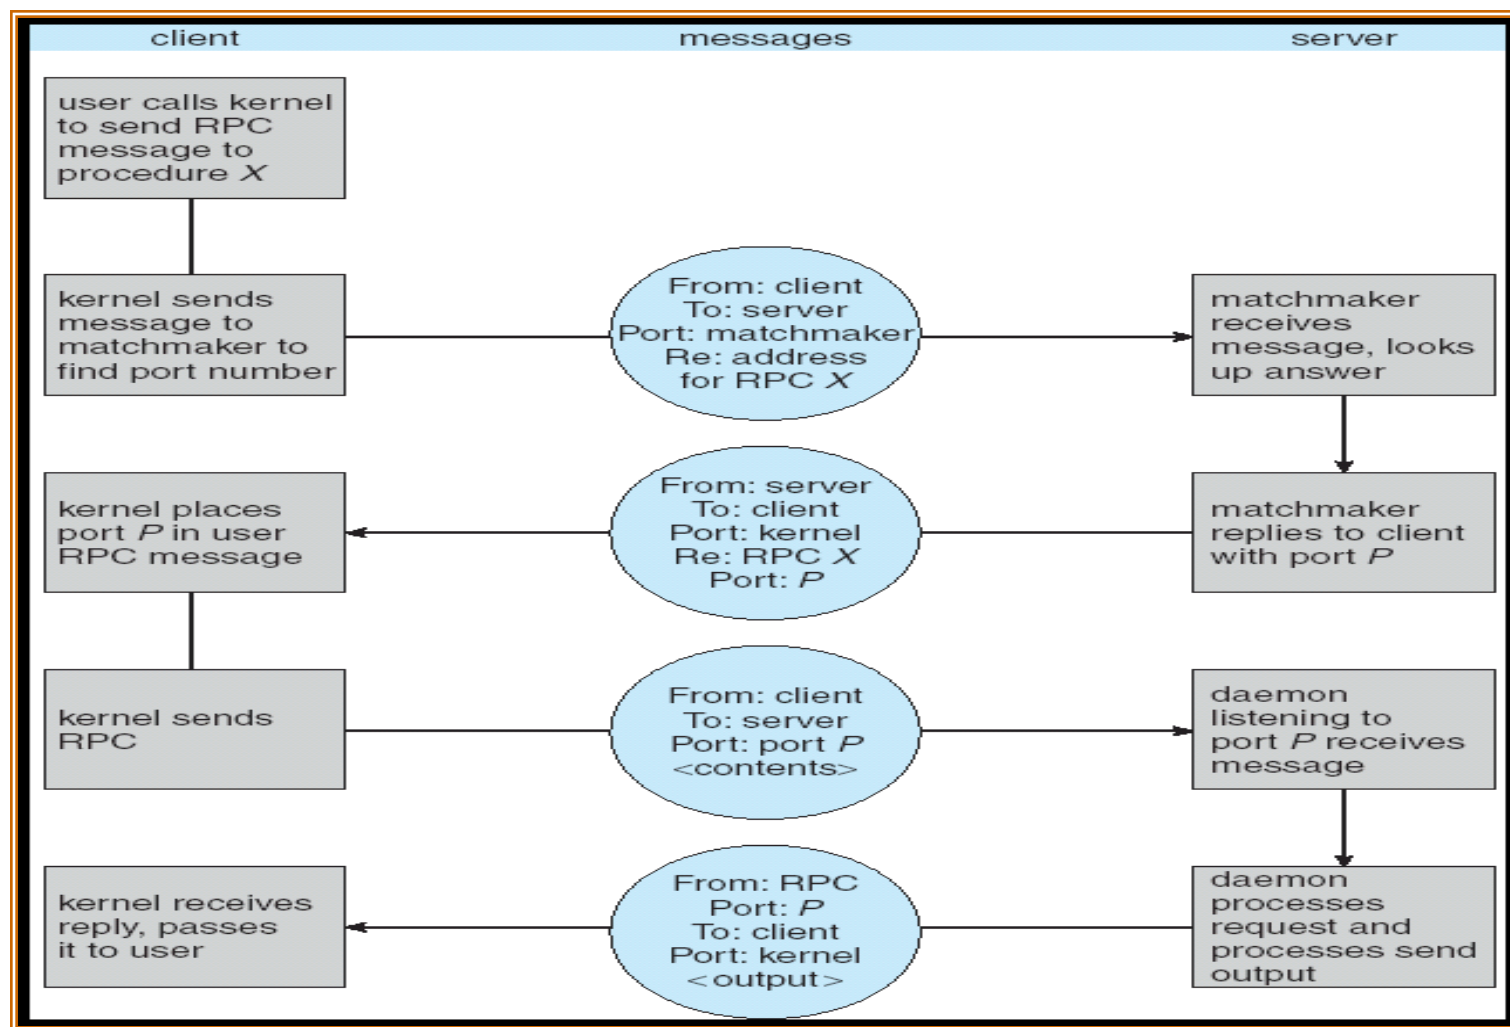 client
messages
server
user calls kernel
to send RPC
message to
procedure X
kernel sends
message to
matchmaker to
find port number
From: client
To: server
Port: matchmaker
Re: address
for RPC X
matchmaker
receives
message, looks
up answer
kernel places
port P in user
RPC message
From: server
To: client
Port: kernel
Re: RPC X
Port: P
matchmaker
replies to client
with port P
kernel sends
RPC
From: client
To: server
Port: port P
<contents>
daemon
listening to
port P receives
message
kernel receives
reply, passes
it to user
From: RPC
Port: P
To: client
Port: kernel
<output>
daemon
processes
request and
processes send
output